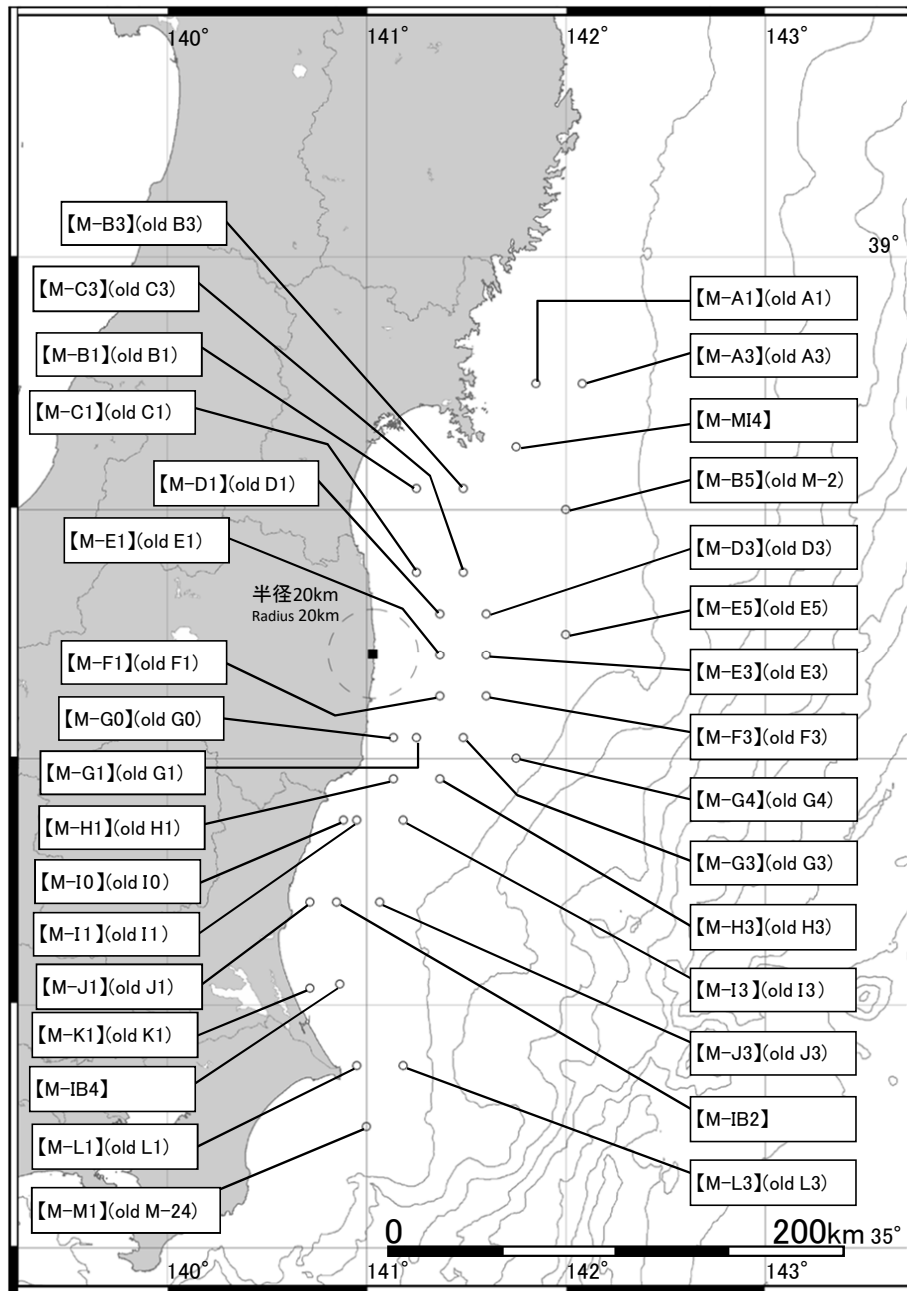 140°
141°
142°
143°
【M-B3】(old B3)
39°
【M-C3】(old C3)
【M-A1】(old A1)
【M-B1】(old B1)
【M-A3】(old A3)
【M-C1】(old C1)
【M-MI4】
【M-D1】(old D1)
【M-B5】(old M-2)
【M-E1】(old E1)
【M-D3】(old D3)
半径20km
Radius 20km
【M-E5】(old E5)
【M-F1】(old F1)
【M-E3】(old E3)
【M-G0】(old G0)
【M-F3】(old F3)
【M-G1】(old G1)
【M-G4】(old G4)
【M-H1】(old H1)
【M-G3】(old G3)
【M-I0】(old I0)
【M-H3】(old H3)
【M-I1】(old I1)
【M-J1】(old J1)
【M-I3】(old I3)
【M-K1】(old K1)
【M-J3】(old J3)
【M-IB4】
【M-IB2】
【M-L1】(old L1)
【M-L3】(old L3)
【M-M1】(old M-24)
0
200km
35°
140°
141°
142°
143°